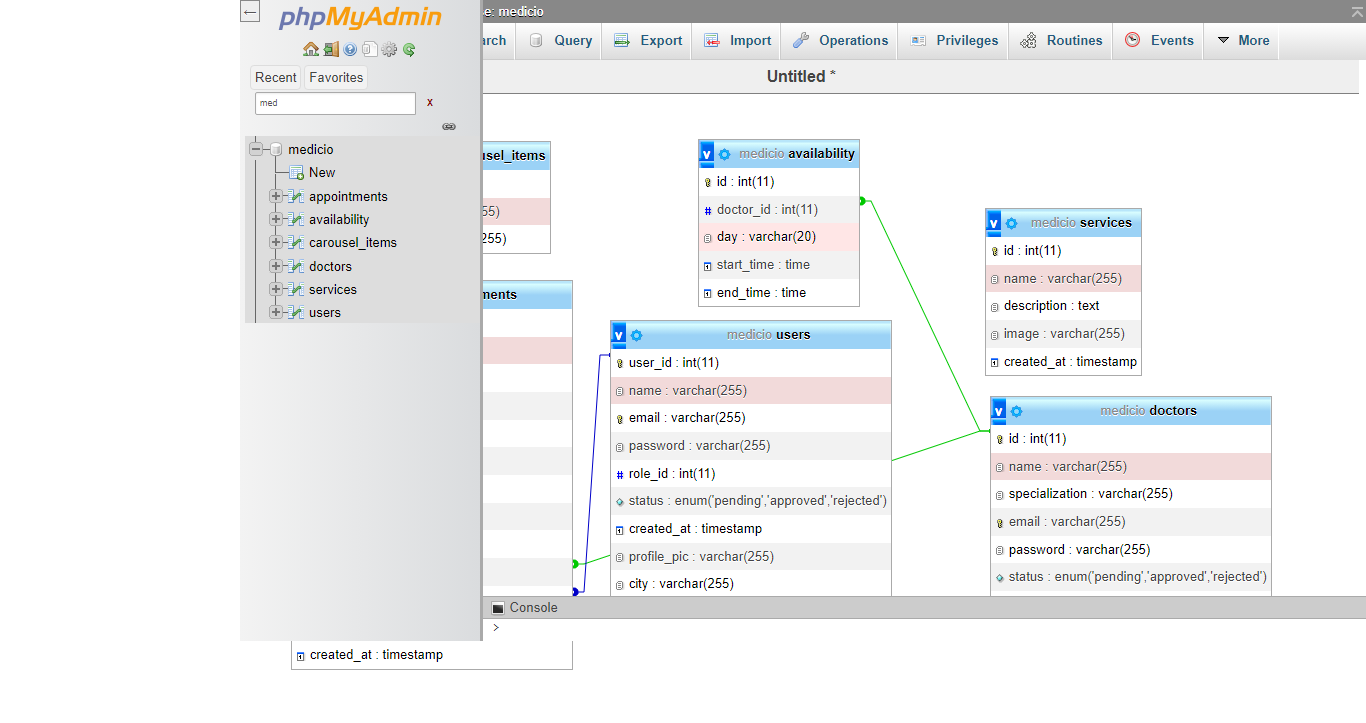 phpMyAdmin
Recent Favorites
med
X
medicio
New
appointments
availability
carousel_items
doctors
services
users
e: medicio
arch Query Export Import Operations Privileges Routines Events More
Untitled *
usel_items
55)
255)
ments
created_at : timestamp
v medicio availability
id : int(11)
# doctor_id : int(11)
day : varchar(20)
start_time : time
end_time : time
v medicio users
user_id : int(11)
name : varchar(255)
email : varchar(255)
password : varchar(255)
# role_id : int(11)
status : enum('pending','approved','rejected')
created_at : timestamp
profile_pic : varchar(255)
city : varchar(255)
v medicio services
id : int(11)
name : varchar(255)
description : text
image : varchar(255)
created_at : timestamp
v medicio doctors
id : int(11)
name : varchar(255)
specialization : varchar(255)
email : varchar(255)
password : varchar(255)
status : enum('pending','approved','rejected')
Console
>